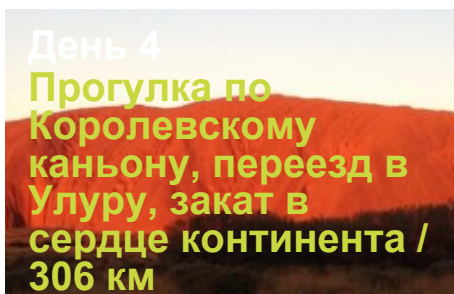 День 4
Прогулка по
Королевскому
каньону, переезд в
Улуру, закат в
сердце континента /
306 км